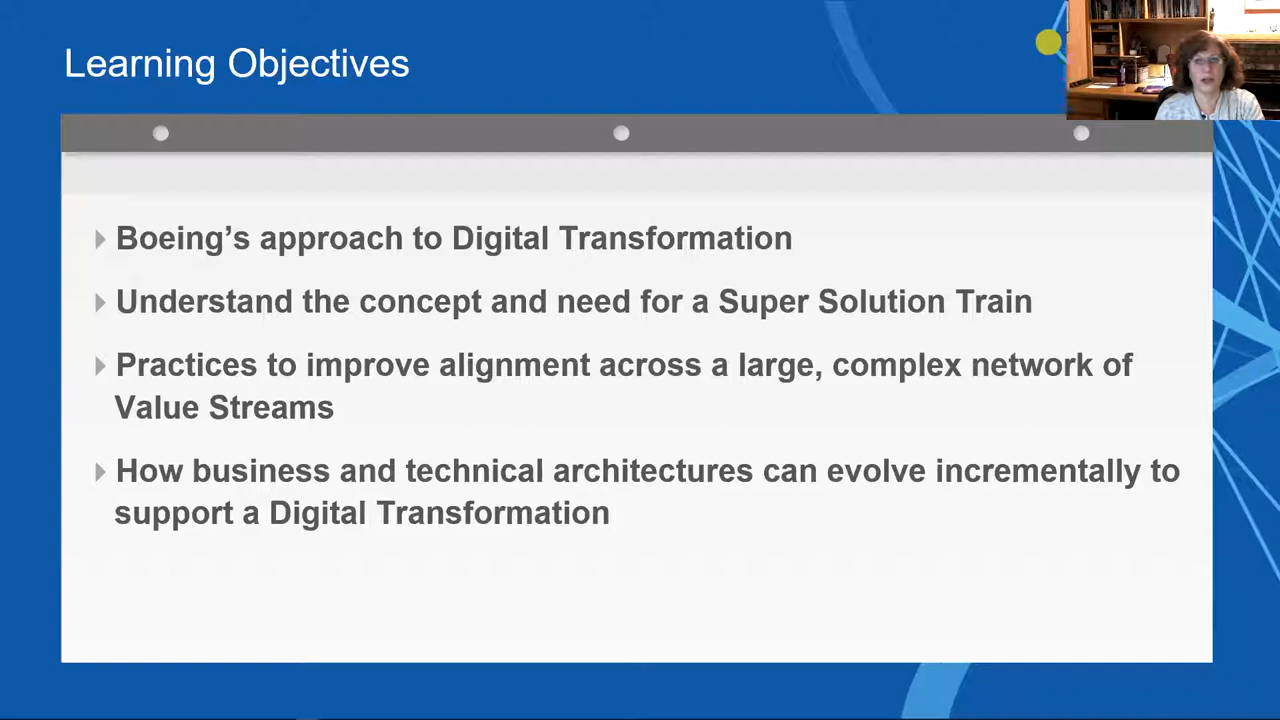 Learning Objectives
Boeing's approach to Digital Transformation
Understand the concept and need for a Super Solution Train
Practices to improve alignment across a large, complex network of
Value Streams
How business and technical architectures can evolve incrementally to
support a Digital Transformation